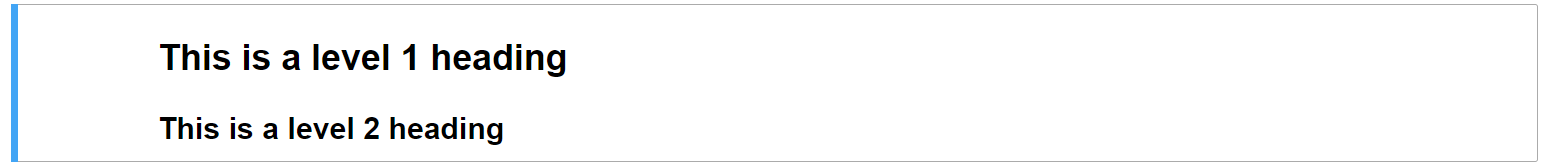 This is a level 1 heading
This is a level 2 heading